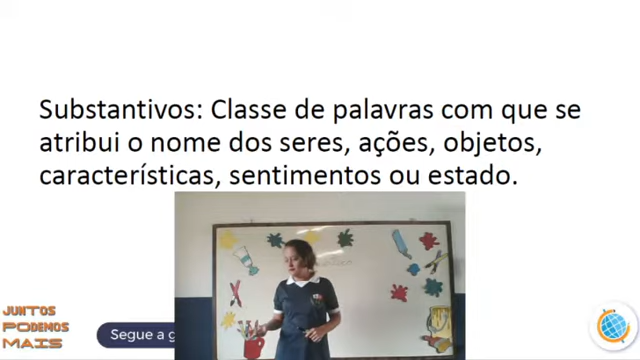 Substantivos: Classe de palavras com que se
atribui o nome dos seres, ações, objetos,
características, sentimentos ou estado.
JUNTOS
PODEMOS
MAIS
Segue a